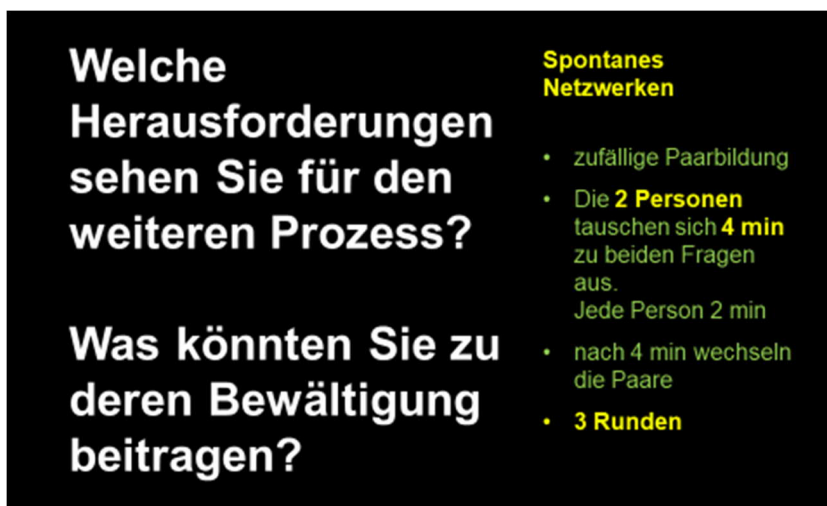 Welche
Herausforderungen
sehen Sie für den
weiteren Prozess?
Was könnten Sie zu
deren Bewältigung
beitragen?
Spontanes
Netzwerken
• zufällige Paarbildung
• Die 2 Personen
tauschen sich 4 min
zu beiden Fragen
aus.
Jede Person 2 min
• nach 4 min wechseln
die Paare
• 3 Runden